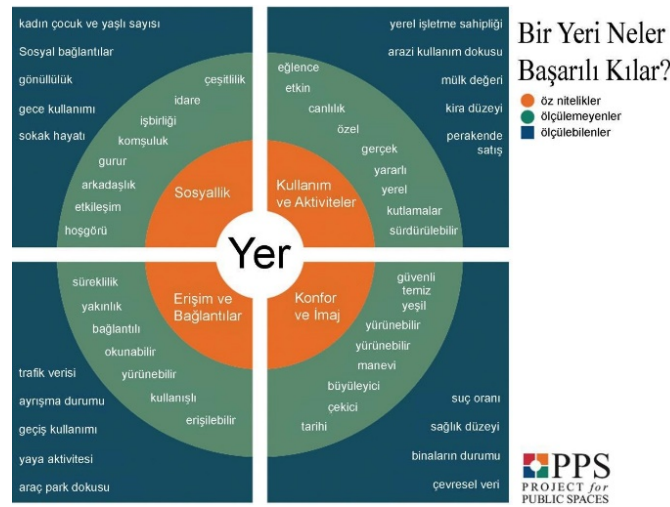 Bir Yeri Neler
Başarılı Kılar?
öz nitelikler
ölçülemeyenler
ölçülebilenler
kadın çocuk ve yaşlı sayısı
Sosyal bağlantılar
gönüllülük
gece kullanımı
sokak hayatı
çeşitlilik
idare
işbirliği
komşuluk
gurur
arkadaşlık
etkileşim
hoşgörü
Sosyallik
yerel işletme sahipliği
arazi kullanım dokusu
mülk değeri
kira düzeyi
perakende
satış
eğlence
etkin
canlılık
özel
gerçek
yararlı
yerel
kutlamalar
sürdürülebilir
Kullanım
ve Aktiviteler
Yer
süreklilik
yakınlık
bağlantılı
okunabilir
yürünebilir
kullanışlı
erişilebilir
Erişim ve
Bağlantılar
trafik verisi
ayrışma durumu
geçiş kullanımı
yaya aktivitesi
araç park dokusu
Konfor
ve İmaj
güvenli
temiz
yeşil
yürünebilir
yürünebilir
manevi
büyüleyici
çekici
tarihi
suç oranı
sağlık düzeyi
binaların durumu
çevresel veri
PPS
PROJECT for
PUBLIC SPACES